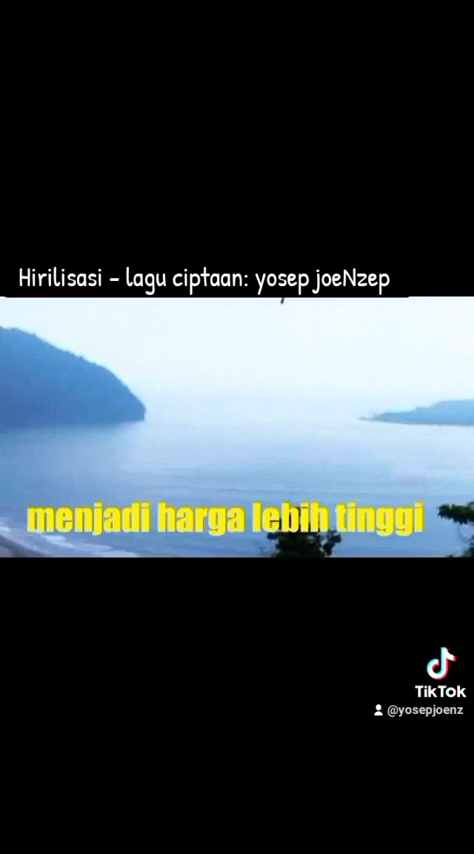 Hirilisasi - lagu ciptaan: yosep joeNzep
menjadi harga lebih tinggi
TikTok
@yosepjoenz